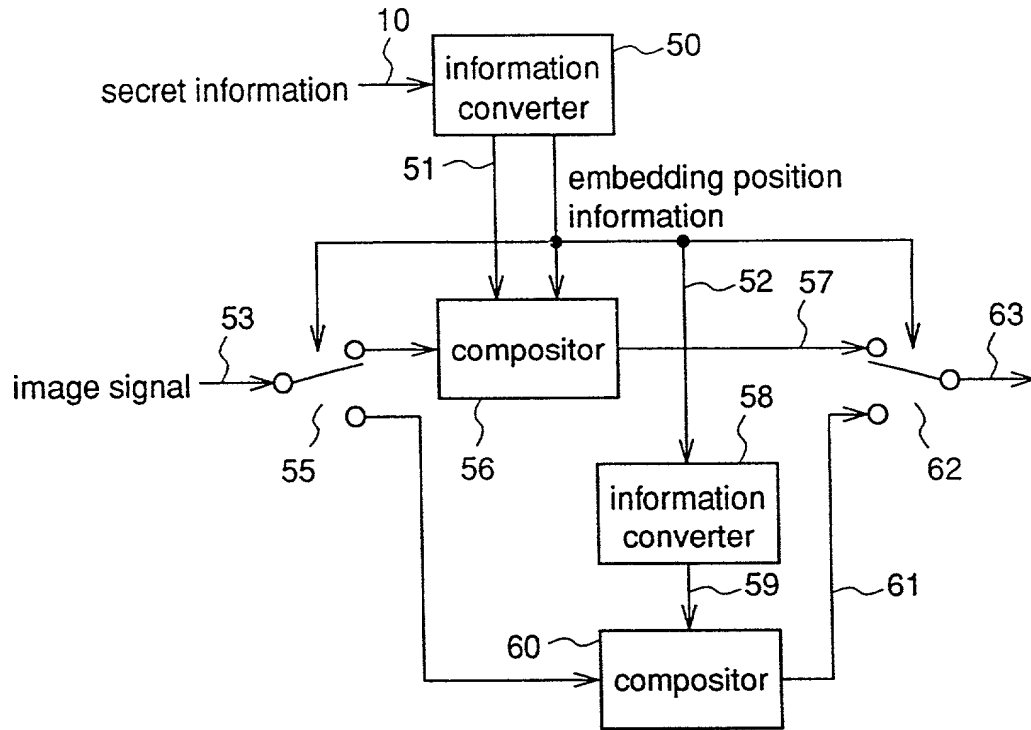 10
50
information
converter
secret information
51
embedding position
information
52
57
53
63
compositor
image signal
58
55
56
62
information
converter
59
61
60
compositor